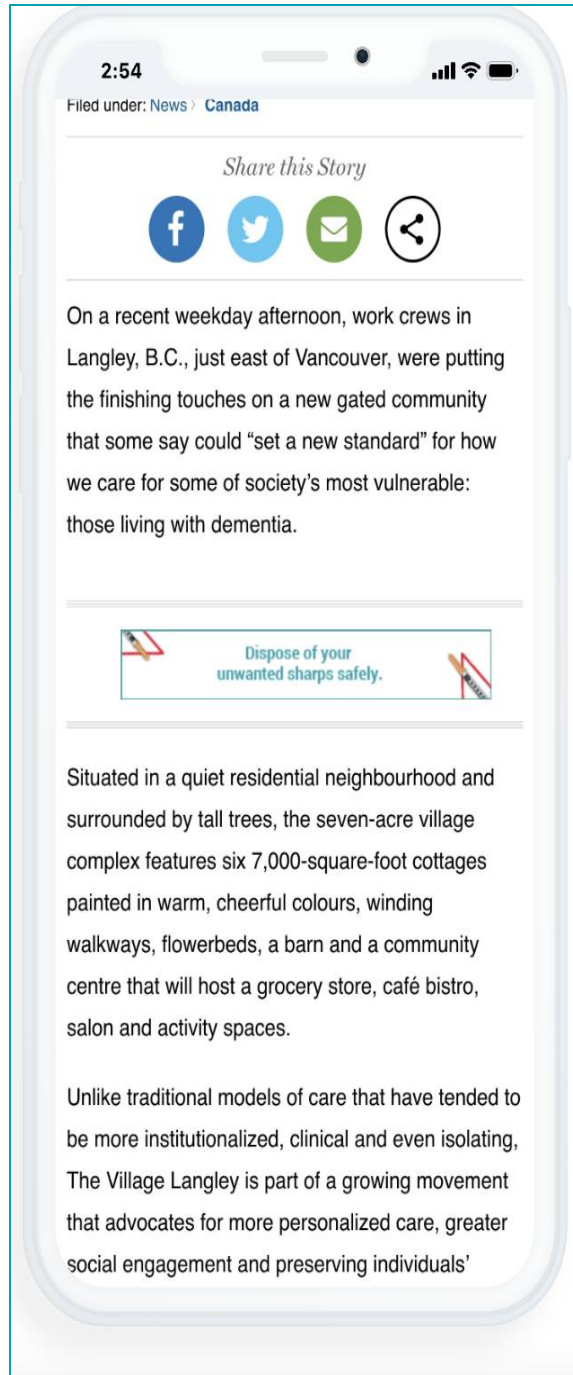 2:54
Filed under: News › Canada
Share this Story
On a recent weekday afternoon, work crews in
Langley, B.C., just east of Vancouver, were putting
the finishing touches on a new gated community
that some say could “set a new standard” for how
we care for some of society’s most vulnerable:
those living with dementia.
Dispose of your
unwanted sharps safely.
Situated in a quiet residential neighbourhood and
surrounded by tall trees, the seven-acre village
complex features six 7,000-square-foot cottages
painted in warm, cheerful colours, winding
walkways, flowerbeds, a barn and a community
centre that will host a grocery store, café bistro,
salon and activity spaces.
Unlike traditional models of care that have tended to
be more institutionalized, clinical and even isolating,
The Village Langley is part of a growing movement
that advocates for more personalized care, greater
social engagement and preserving individuals’